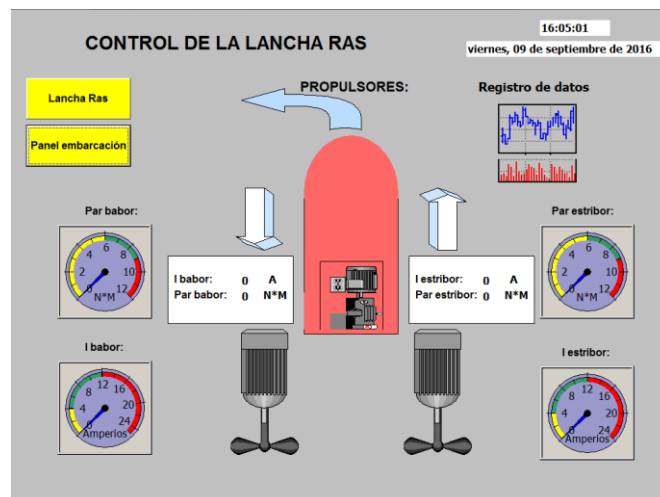 16:05:01
CONTROL DE LA LANCHA RAS
viernes, 09 de septiembre de 2016
Lancha Ras
PROPULSORES:
Registro de datos
Panel embarcación
Par babor:
Par estribor:
0 2 4 6 8 10 12
N*M
I babor: 0 A
Par babor: 0 N*M
I estribor: 0 A
Par estribor: 0 N*M
0 2 4 6 8 10 12
N*M
I babor:
I estribor:
0 4 8 12 16 20 24
Amperios
0 4 8 12 16 20 24
Amperios